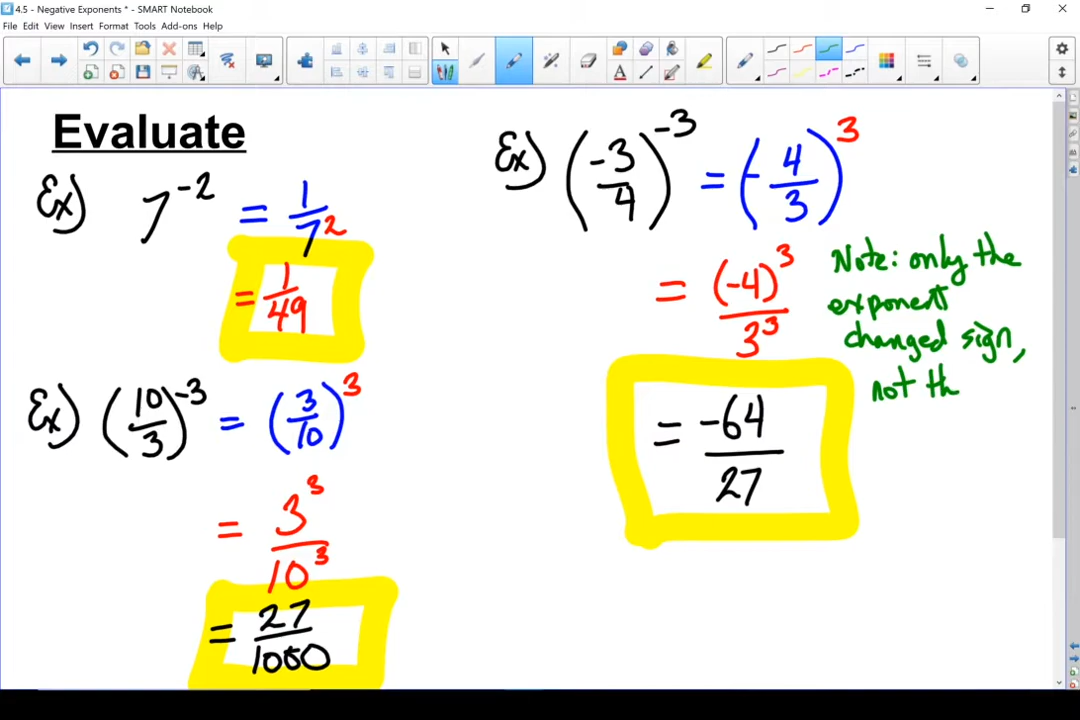 4.5 - Negative Exponents * - SMART Notebook
File Edit View Insert Format Tools Add-ons Help
Evaluate
Ex) 7^-2 = 1/7^2
= 1/49
Ex) (10/3)^-3 = (3/10)^3
= 3^3/10^3
= 27/1000
Ex) (-3/4)^-3 = (-4/3)^3
= (-4)^3/3^3
= -64/27
Note: only the
exponent
changed sign,
not th